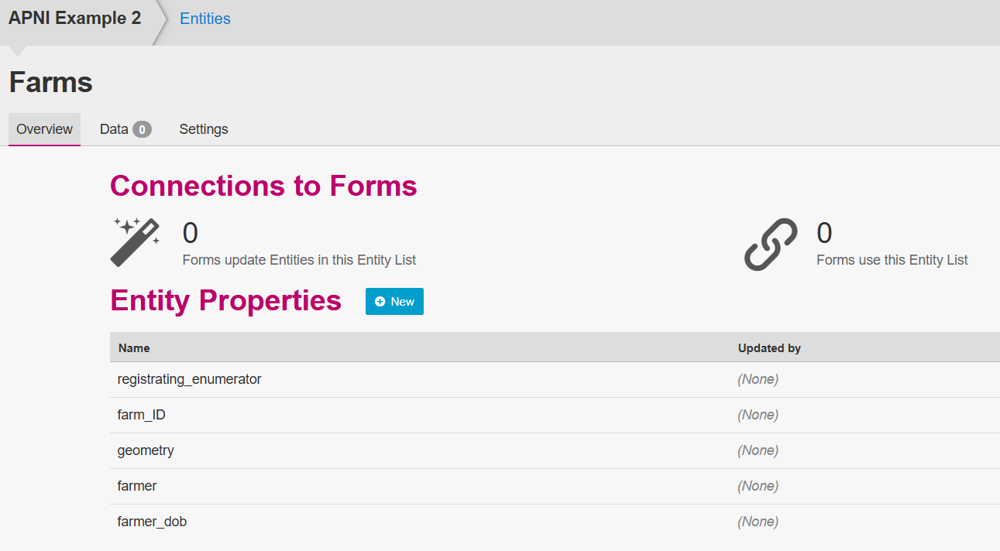 APNI Example 2 Entities
Farms
Overview Data 0 Settings
Connections to Forms
0 0
Forms update Entities in this Entity List Forms use this Entity List
Entity Properties New
Name Updated by
registrating_enumerator (None)
farm_ID (None)
geometry (None)
farmer (None)
farmer_dob (None)